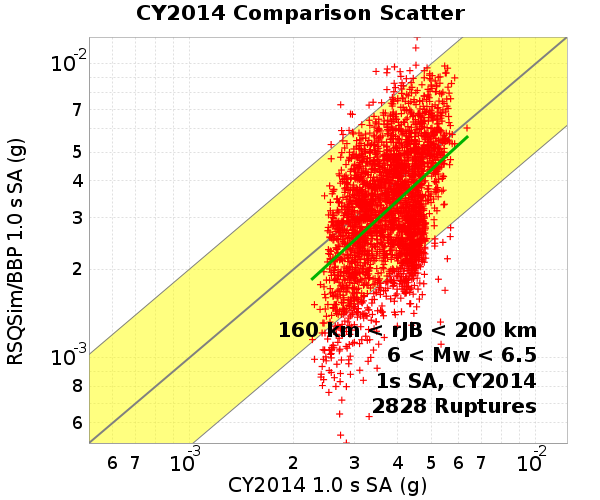 CY2014 Comparison Scatter
RSQSim/BBP 1.0 s SA (g)
10-2
7
5
4
3
2
10-3
8
6
160 km < rJB < 200 km
6 < Mw < 6.5
1s SA, CY2014
2828 Ruptures
6 7 10-3 2 3 4 5 6 7 10-2
CY2014 1.0 s SA (g)